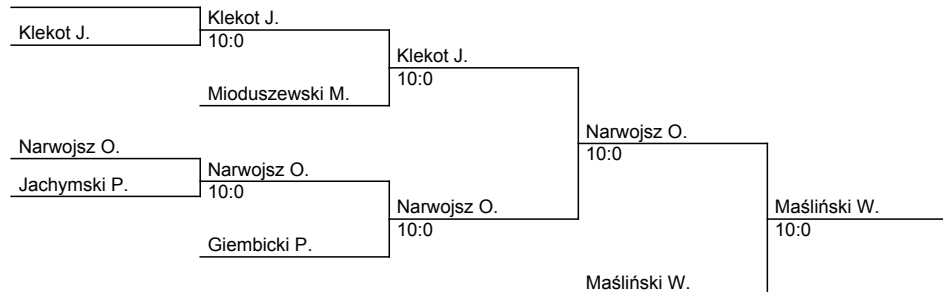 Klekot J.
Klekot J.
10:0
Klekot J.
10:0
Mioduszewski M.
Narwojsz O.
10:0
Narwojsz O.
Jachymski P.
Narwojsz O.
10:0
Narwojsz O.
10:0
Giembicki P.
Maśliński W.
10:0
Maśliński W.